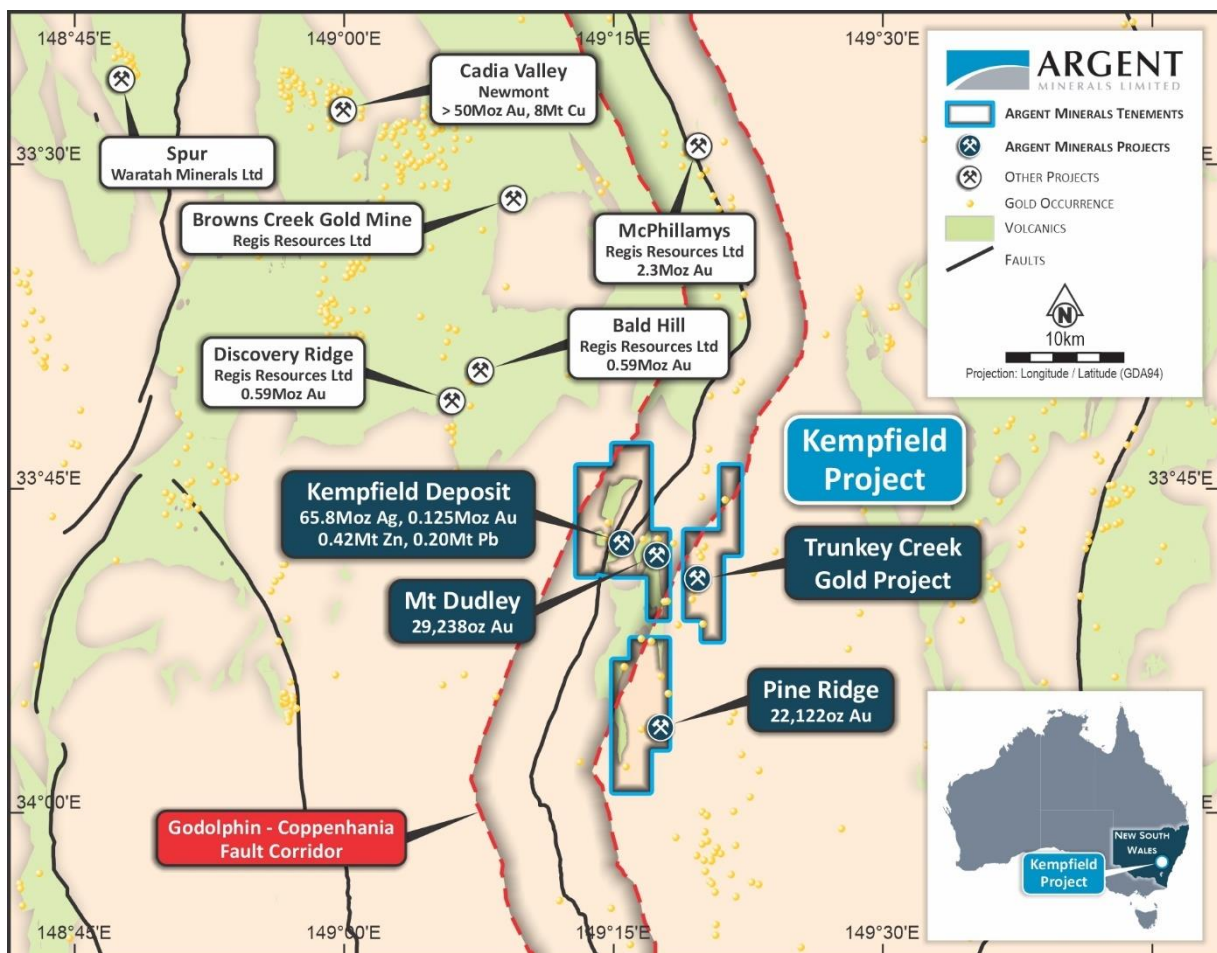 148°45'E
149°00'E
149°15'E
149°30'E
ARGENT
MINERALS LIMITED
ARGENT MINERALS TENEMENTS
ARGENT MINERALS PROJECTS
OTHER PROJECTS
GOLD OCCURRENCE
VOLCANICS
FAULTS
N
10km
Projection: Longitude / Latitude (GDA94)
Cadia Valley
Newmont
> 50Moz Au, 8Mt Cu
33°30'E
Spur
Waratah Minerals Ltd
Browns Creek Gold Mine
Regis Resources Ltd
McPhillamys
Regis Resources Ltd
2.3Moz Au
Bald Hill
Regis Resources Ltd
0.59Moz Au
Discovery Ridge
Regis Resources Ltd
0.59Moz Au
Kempfield
Project
33°45'E
33°45'E
Kempfield Deposit
65.8Moz Ag, 0.125Moz Au
0.42Mt Zn, 0.20Mt Pb
Trunkey Creek
Gold Project
Mt Dudley
29,238oz Au
Pine Ridge
22,122oz Au
34°00'E
Godolphin - Coppenhania
Fault Corridor
NEW SOUTH
WALES
Kempfield
Project
148°45'E
149°00'E
149°15'E
149°30'E